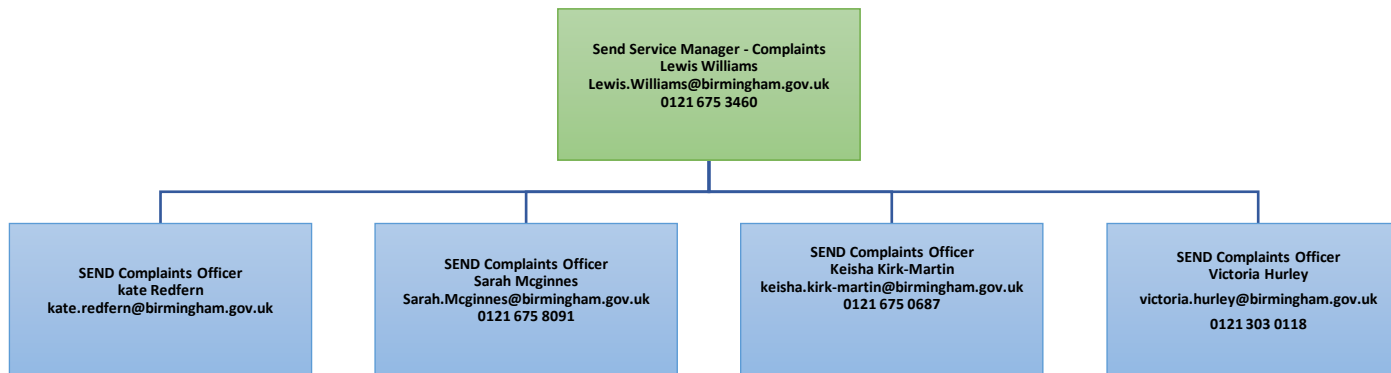 Send Service Manager - Complaints
Lewis Williams
Lewis.Williams@birmingham.gov.uk
0121 675 3460
SEND Complaints Officer
kate Redfern
kate.redfern@birmingham.gov.uk
SEND Complaints Officer
Sarah Mcginnes
Sarah.Mcginnes@birmingham.gov.uk
0121 675 8091
SEND Complaints Officer
Keisha Kirk-Martin
keisha.kirk-martin@birmingham.gov.uk
0121 675 0687
SEND Complaints Officer
Victoria Hurley
victoria.hurley@birmingham.gov.uk
0121 303 0118